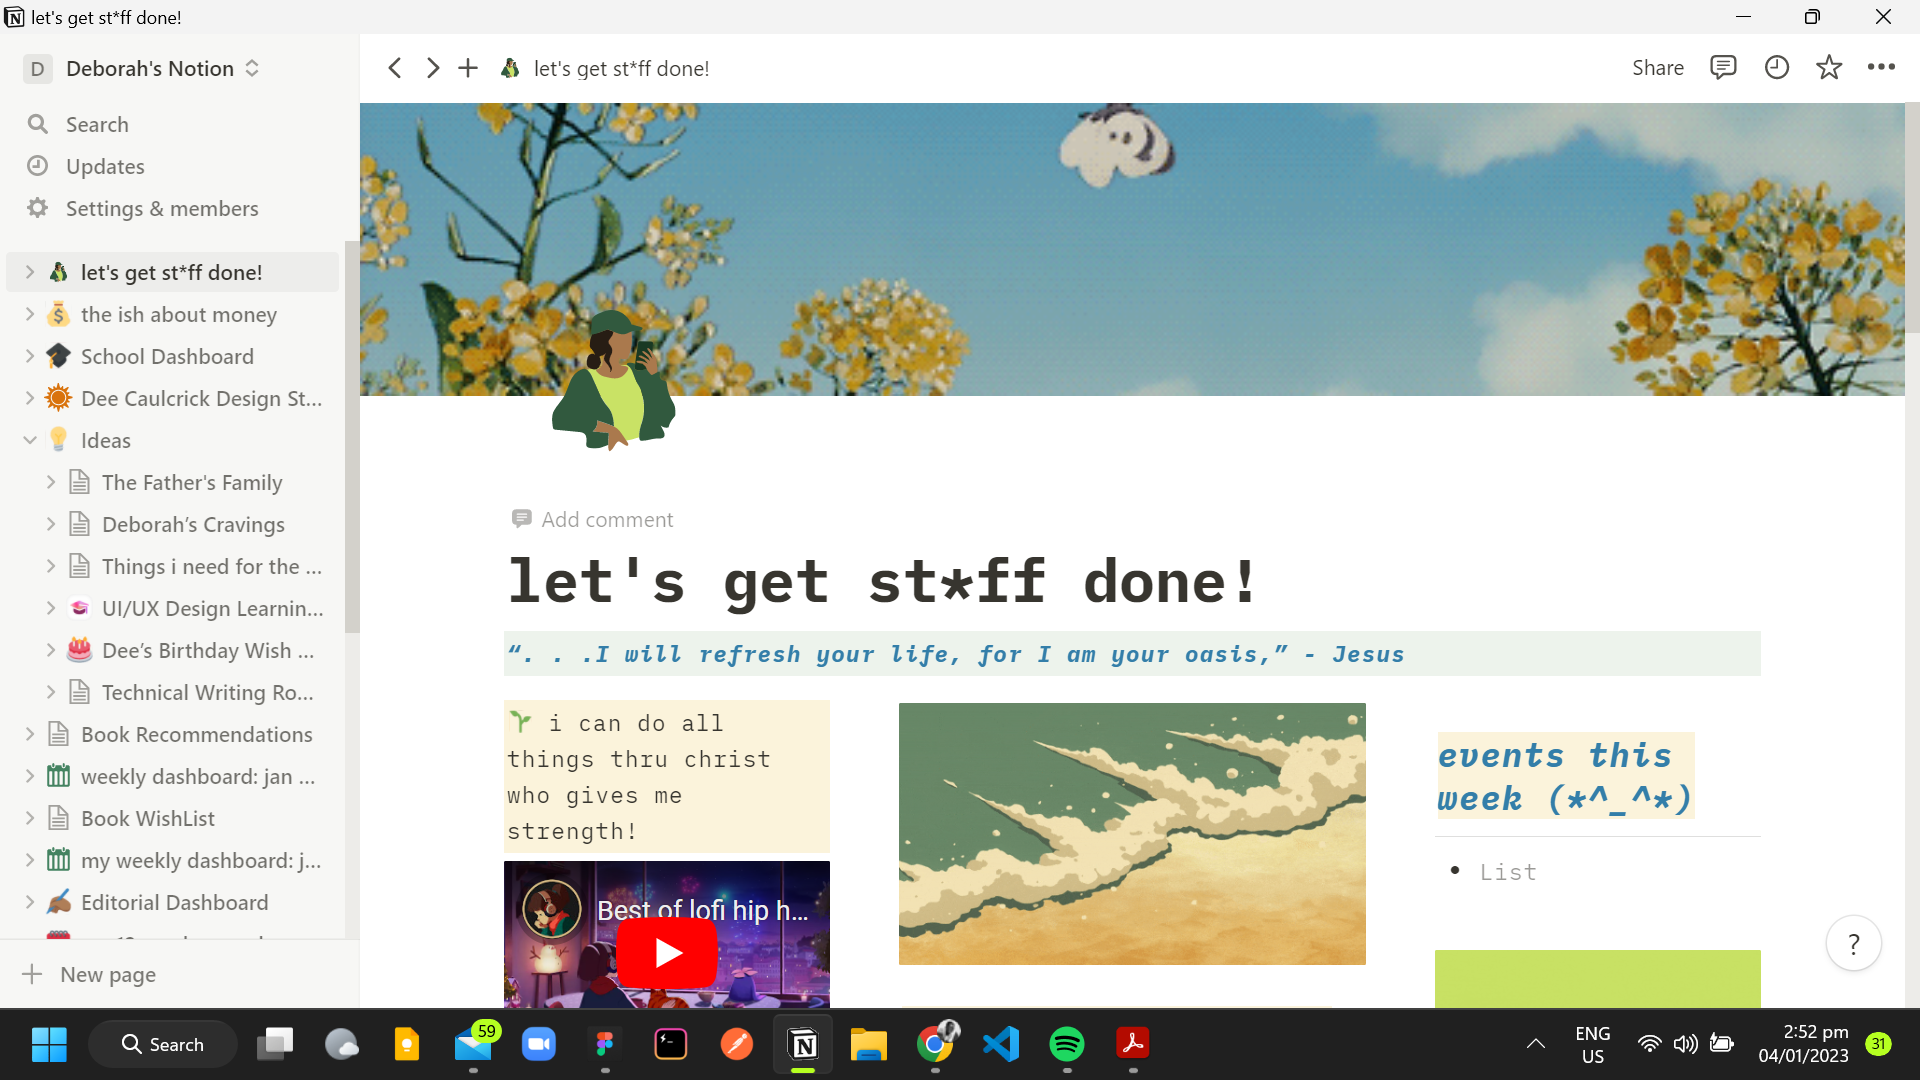 let's get st*ff done!
D Deborah's Notion
Search
Updates
Settings & members
let's get st*ff done!
the ish about money
School Dashboard
Dee Caulcrick Design St...
Ideas
The Father's Family
Deborah’s Cravings
Things i need for the ...
UI/UX Design Learnin...
Dee’s Birthday Wish ...
Technical Writing Ro...
Book Recommendations
weekly dashboard: jan ...
Book WishList
my weekly dashboard: j...
Editorial Dashboard
New page
let's get st*ff done!
Share
Add comment
let's get st*ff done!
“. . .I will refresh your life, for I am your oasis,” - Jesus
i can do all
things thru christ
who gives me
strength!
Best of lofi hip h...
events this
week (*^_^*)
List
?
Search
59
ENG
US
2:52 pm
04/01/2023
31